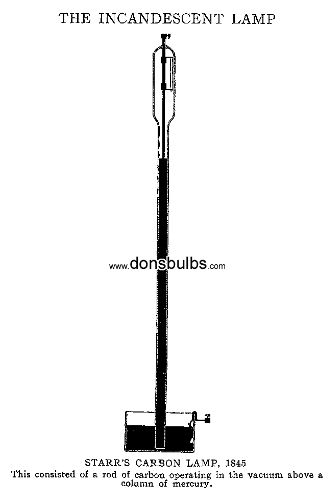 THE INCANDESCENT LAMP
www.donsbulbs.com
STARR'S CARBON LAMP, 1845
This consisted of a rod of carbon operating in the vacuum above a
column of mercury.